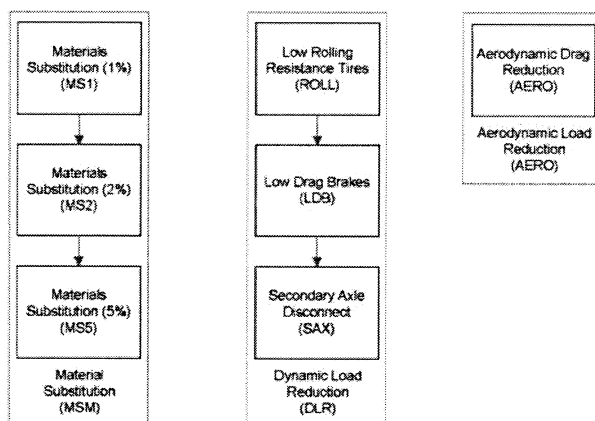 Materials
Substitution (1%)
(MS1)
Materials
Substitution (2%)
(MS2)
Materials
Substitution (5%)
(MS5)
Material
Substitution
(MSM)
Low Rolling
Resistance Tires
(ROLL)
Low Drag Brakes
(LDB)
Secondary Axle
Disconnect
(SAX)
Dynamic Load
Reduction
(DLR)
Aerodynamic Drag
Reduction
(AERO)
Aerodynamic Load
Reduction
(AERO)